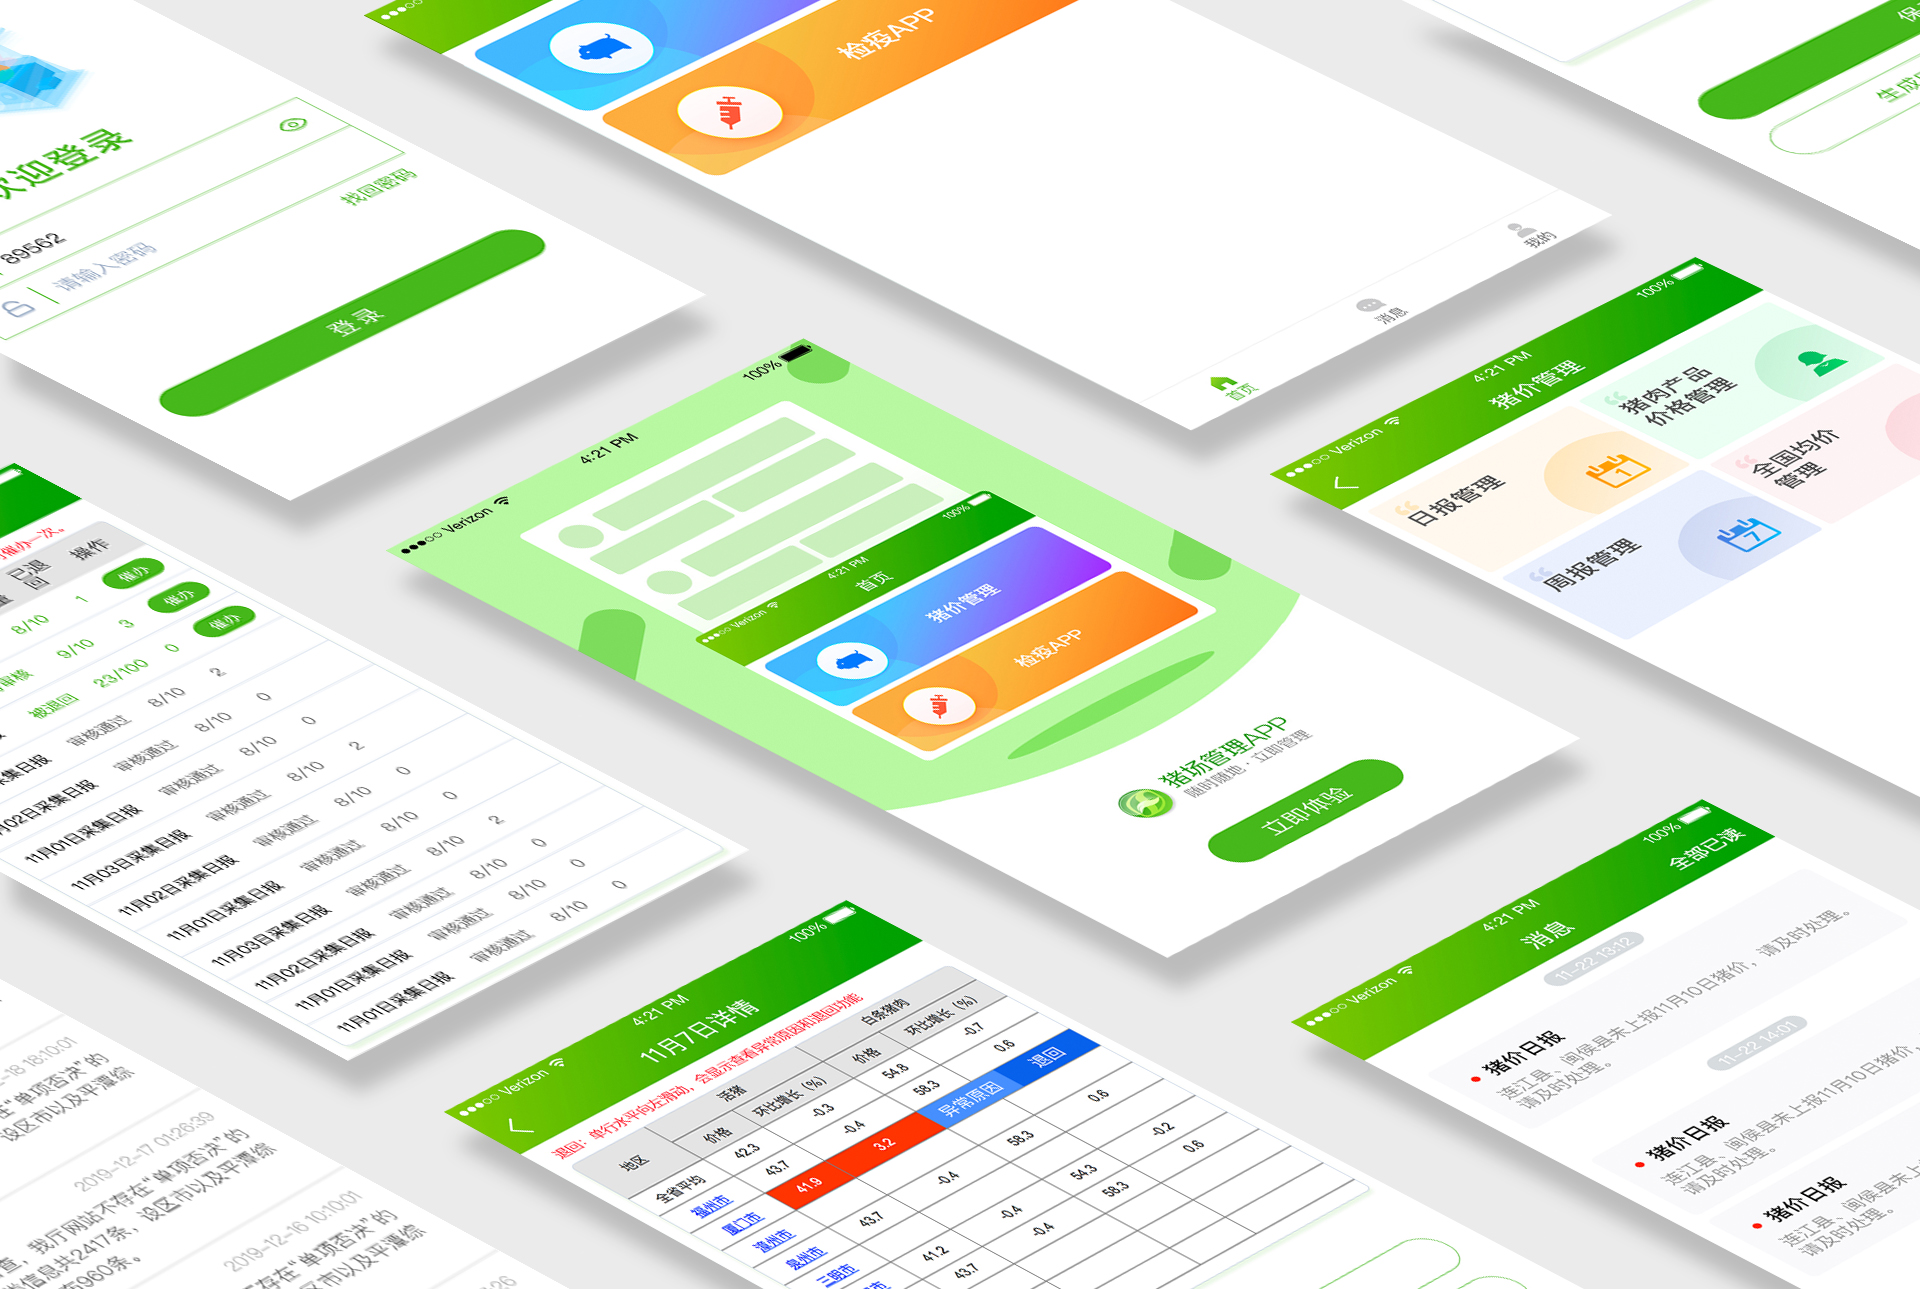 欢迎登录
89562
请输入密码
找回密码
登录
检疫APP
首页
消息
我的
生成
Verizon
4:21 PM
100%
猪价管理
日报管理
猪肉产品
价格管理
周报管理
全国均价
管理
Verizon
4:21 PM
100%
Verizon
4:21 PM
100%
首页
猪价管理
检疫APP
猪场管理APP
随时随地 · 立即管理
立即体验
催办一次。
已退
回
操作
8/10 1 催办
审核 9/10 3 催办
被退回 23/100 0 催办
审核通过 8/10 2
采集日报 审核通过 8/10 0
02日采集日报 审核通过 8/10 0
11月01日采集日报 审核通过 8/10 2
11月03日采集日报 审核通过 8/10 0
11月02日采集日报 审核通过 8/10 0
11月01日采集日报 审核通过 8/10 2
11月03日采集日报 审核通过 8/10 0
11月02日采集日报 审核通过 8/10 0
11月01日采集日报 审核通过 8/10 0
11月01日采集日报
18:10:01
在“单项否决”的
设区市以及平潭综
2019-12-17 01:26:39
查，我厅网站不存在“单项否决”的
信息共2417条，设区市以及平潭综
960条。
2019-12-16 10:10:01
存在“单项否决”的
区市以及平潭综
Verizon
4:21 PM
100%
11月7日详情
退回：单行水平向左滑动，会显示查看异常原因和退回功能
地区
活猪
白条猪肉
价格
环比增长（%）
价格
环比增长（%）
全省平均 42.3 -0.3 54.8 -0.7
福州市 43.7 -0.4 58.3 0.6
厦门市 41.9 3.2 异常原因 退回
漳州市
泉州市 43.7 -0.4 58.3 0.6
三明市
41.2 -0.4 54.3 -0.2
43.7 -0.4 58.3 0.6
Verizon
4:21 PM
100%
消息
全部已读
11-22 13:12
猪价日报
连江县、闽侯县未上报11月10日猪价，请及时处理。
请及时处理。
11-22 14:01
猪价日报
连江县、闽侯县未上报11月10日猪价，
请及时处理。
猪价日报
连江县、闽侯县未
请及时处理。